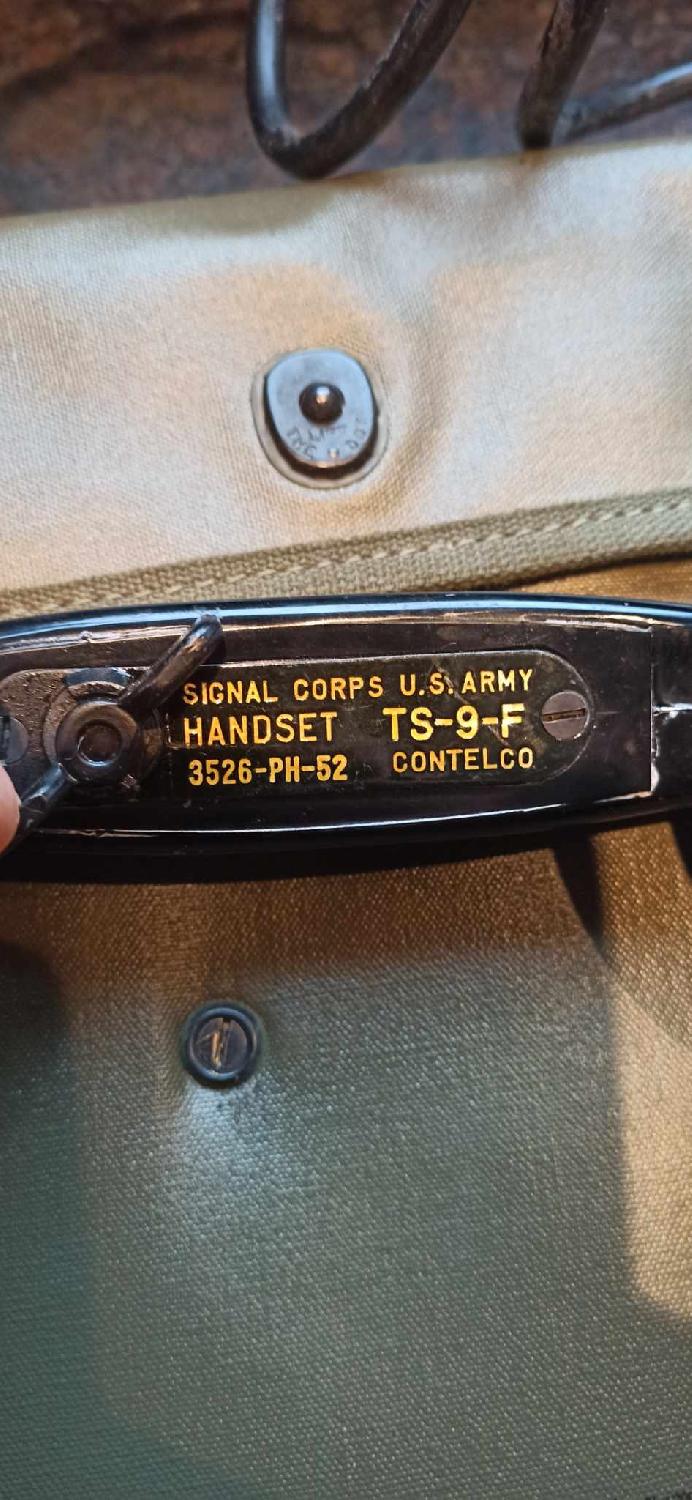 SIGNAL CORPS U.S. ARMY
HANDSET TS-9-F
3526-PH-52 CONTELCO